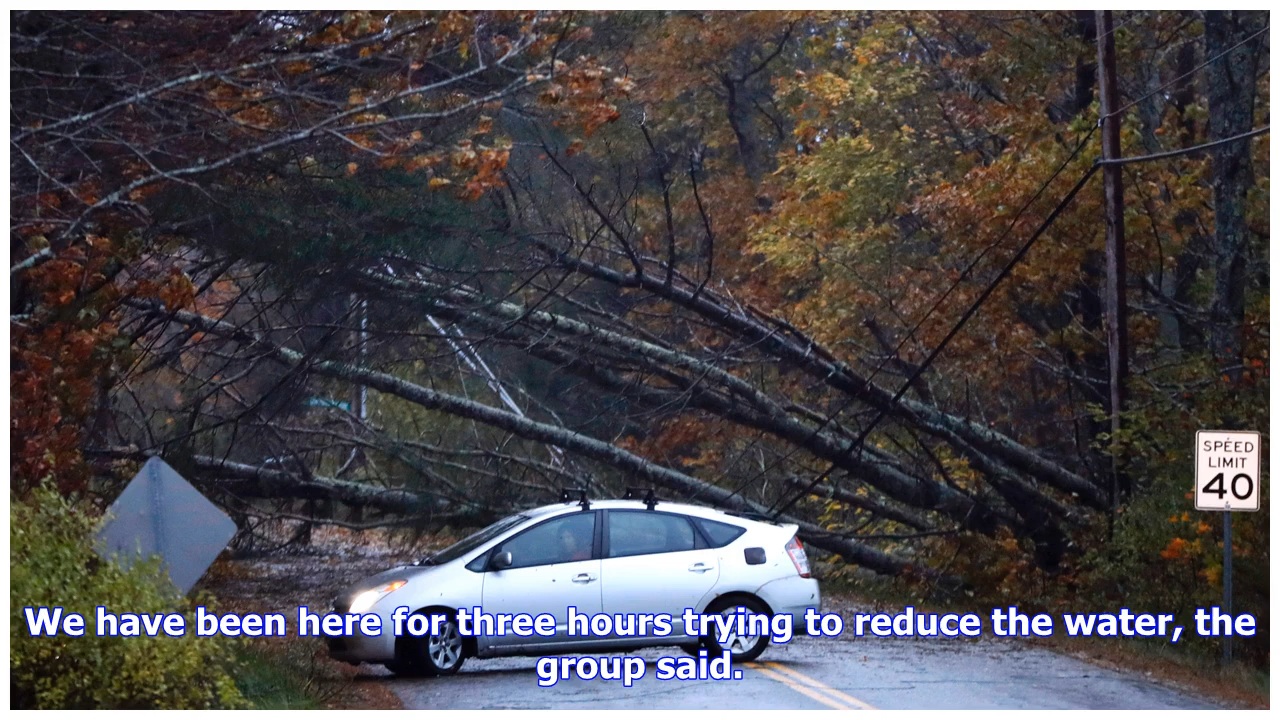 SPEED
LIMIT
40
We have been here for three hours trying to reduce the water, the
group said.